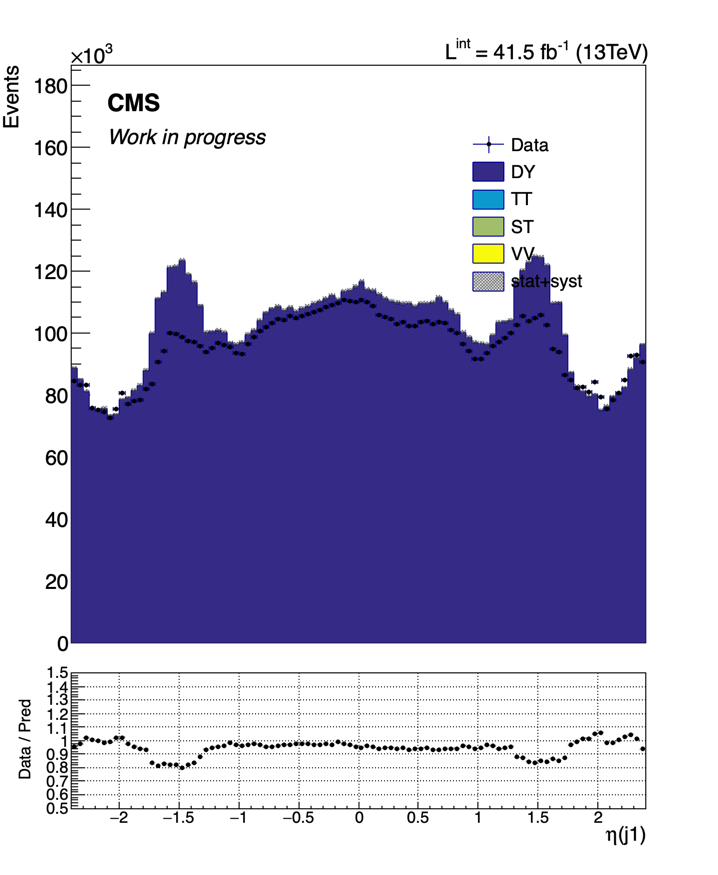 ×10³
L^int = 41.5 fb⁻¹ (13TeV)
Events
180
160
140
120
100
80
60
40
20
0
CMS
Work in progress
Data
DY
TT
ST
VV
stat+syst
Data / Pred
1.5
1.4
1.3
1.2
1.1
1
0.9
0.8
0.7
0.6
0.5
−2 −1.5 −1 −0.5 0 0.5 1 1.5 2
η(j1)